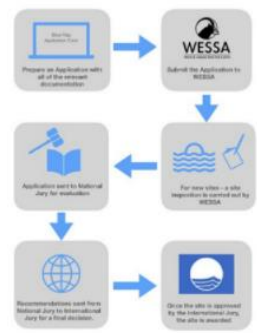 Blue Flag
Application Form
Prepare an Application with
all of the relevant
documentation
WESSA
Submit the Application to
WESSA
Application sent to National
Jury for evaluation
For new sites - a site
inspection is carried out by
WESSA
Recommendations sent from
National Jury to International
Jury for a final decision.
Once the site is approved
by the International Jury,
the site is awarded